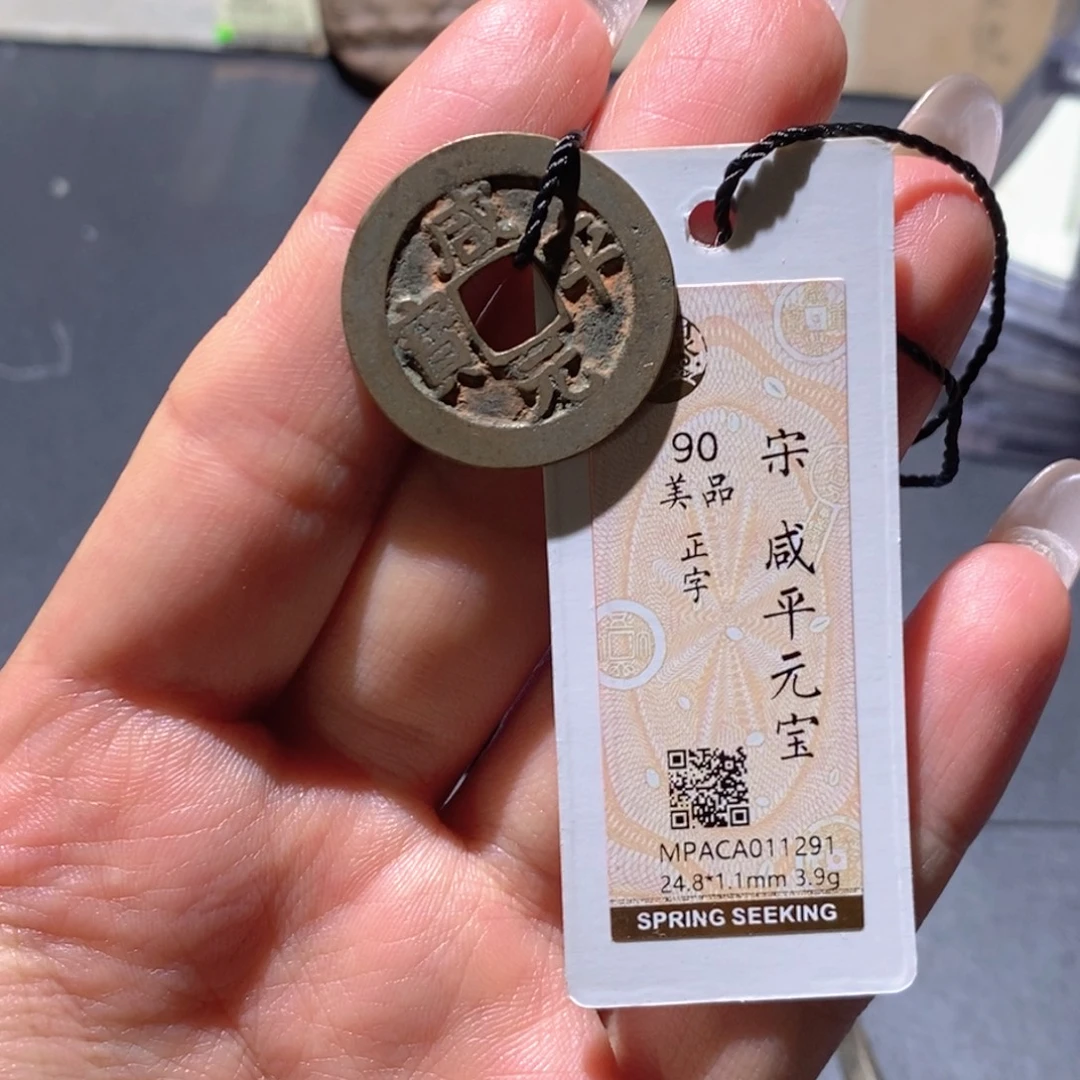 咸平元寶
宋 咸平元宝
90
美品
正字
MPACA011291
24.8*1.1mm 3.9g
SPRING SEEKING